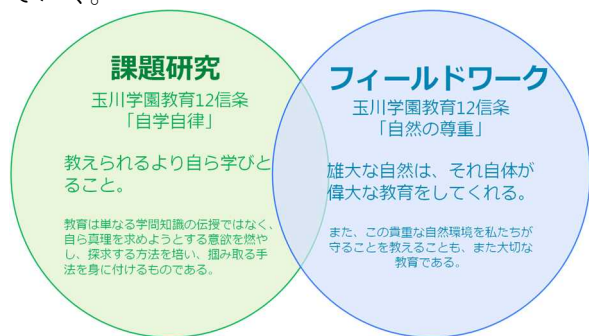 ていく。
課題研究
玉川学園教育12信条
「自学自律」
教えられるより自ら学びと
ること。
教育は単なる学問知識の伝授ではなく、
自ら真理を求めようとする意欲を燃や
し、探求する方法を培い、掴み取る手
法を身に付けるものである。
フィールドワーク
玉川学園教育12信条
「自然の尊重」
雄大な自然は、それ自体が
偉大な教育をしてくれる。
また、この貴重な自然環境を私たちが
守ることを教えることも、また大切な
教育である。